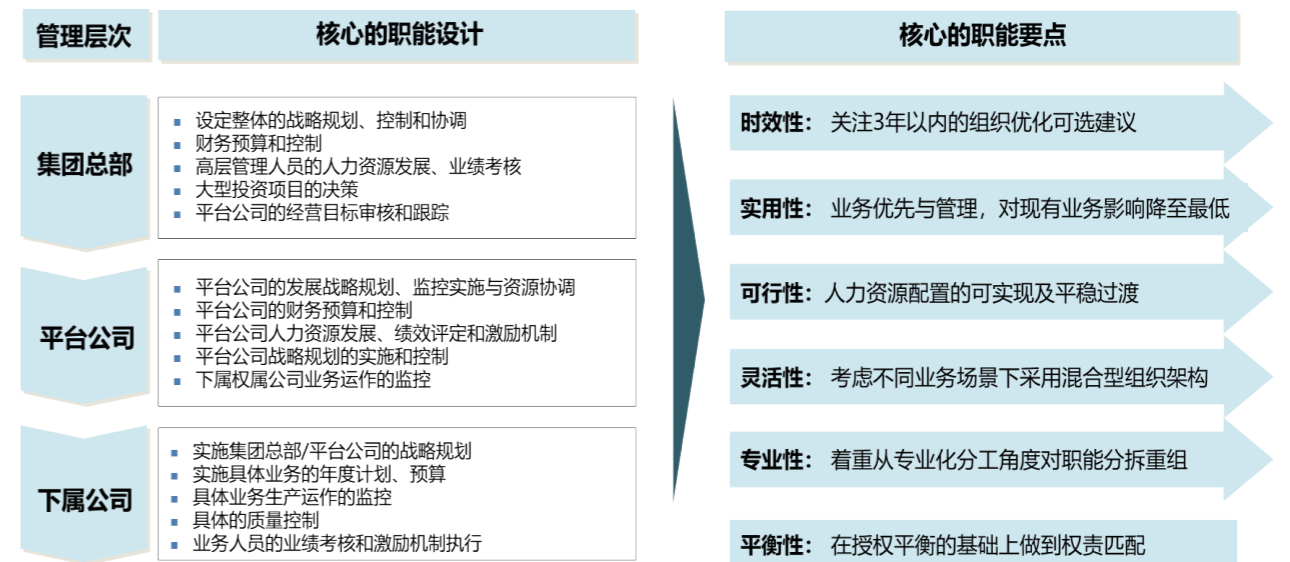 管理层次
核心的职能设计
集团总部
设定整体的战略规划、控制和协调
财务预算和控制
高层管理人员的人力资源发展、业绩考核
大型投资项目的决策
平台公司的经营目标审核和跟踪
平台公司
平台公司的发展战略规划、监控实施与资源协调
平台公司的财务预算和控制
平台公司人力资源发展、绩效评定和激励机制
平台公司战略规划的实施和控制
下属权属公司业务运作的监控
下属公司
实施集团总部/平台公司的战略规划
实施具体业务的年度计划、预算
具体业务生产运作的监控
具体的质量控制
业务人员的业绩考核和激励机制执行
核心的职能要点
时效性： 关注3年以内的组织优化可选建议
实用性： 业务优先与管理，对现有业务影响降至最低
可行性：人力资源配置的可实现及平稳过渡
灵活性： 考虑不同业务场景下采用混合型组织架构
专业性： 着重从专业化分工角度对职能分拆重组
平衡性： 在授权平衡的基础上做到权责匹配